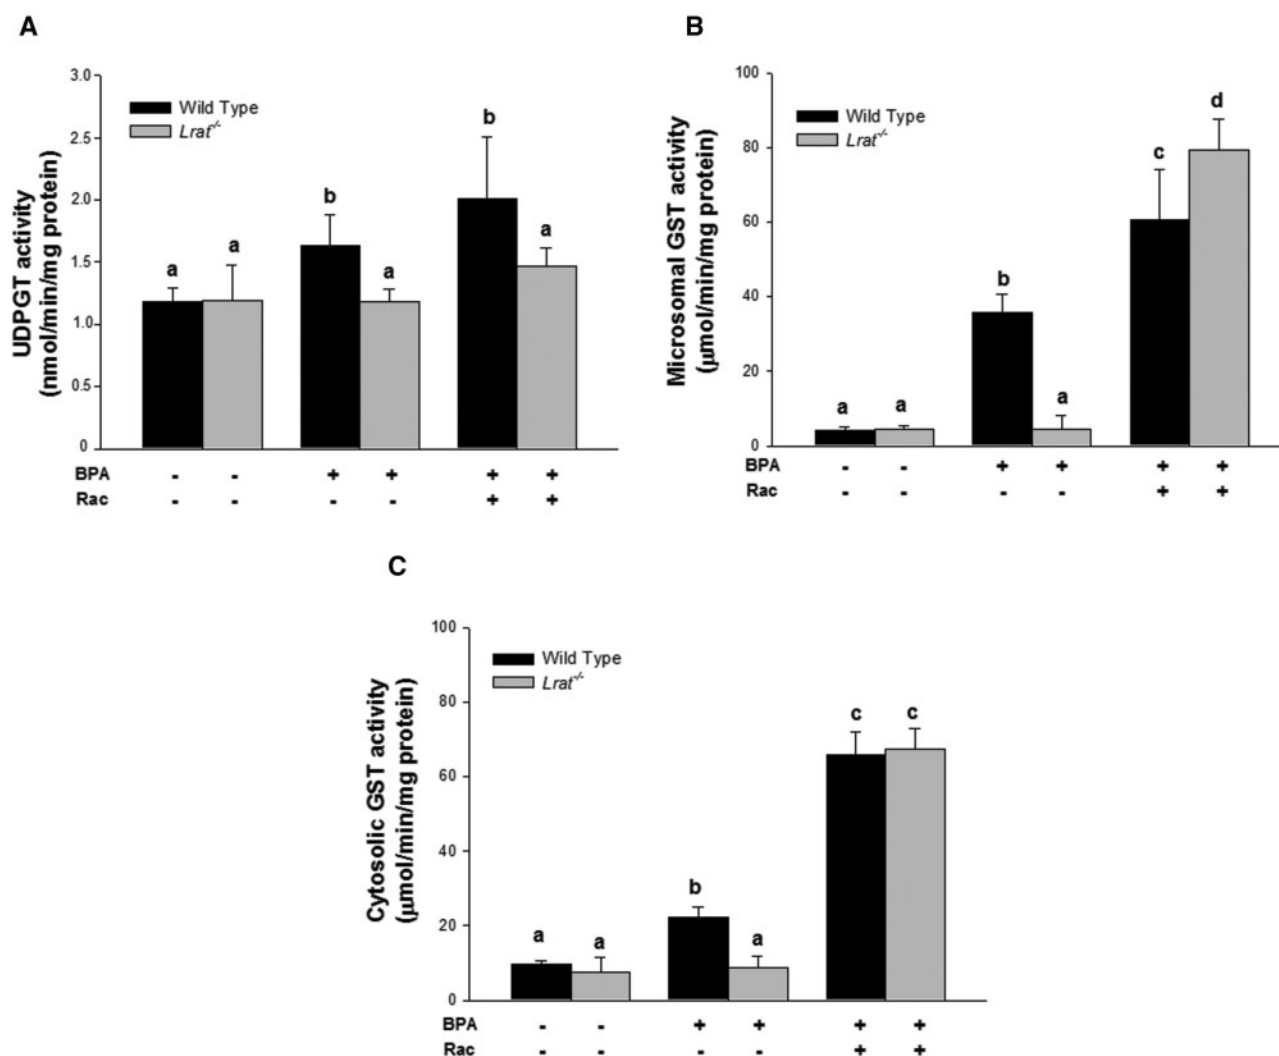 A
UDPGT activity
(nmol/min/mg protein)
3.0
2.5
2.0
1.5
1.0
0.5
0
Wild Type
Lrat-/-
a
a
b
a
b
a
BPA - - + + + +
Rac - - - - + +
B
Microsomal GST activity
(µmol/min/mg protein)
100
80
60
40
20
0
Wild Type
Lrat-/-
a
a
b
a
c
d
BPA - - + + + +
Rac - - - - + +
C
Cytosolic GST activity
(µmol/min/mg protein)
100
80
60
40
20
0
Wild Type
Lrat-/-
a
a
b
a
c
c
BPA - - + + + +
Rac - - - - + +